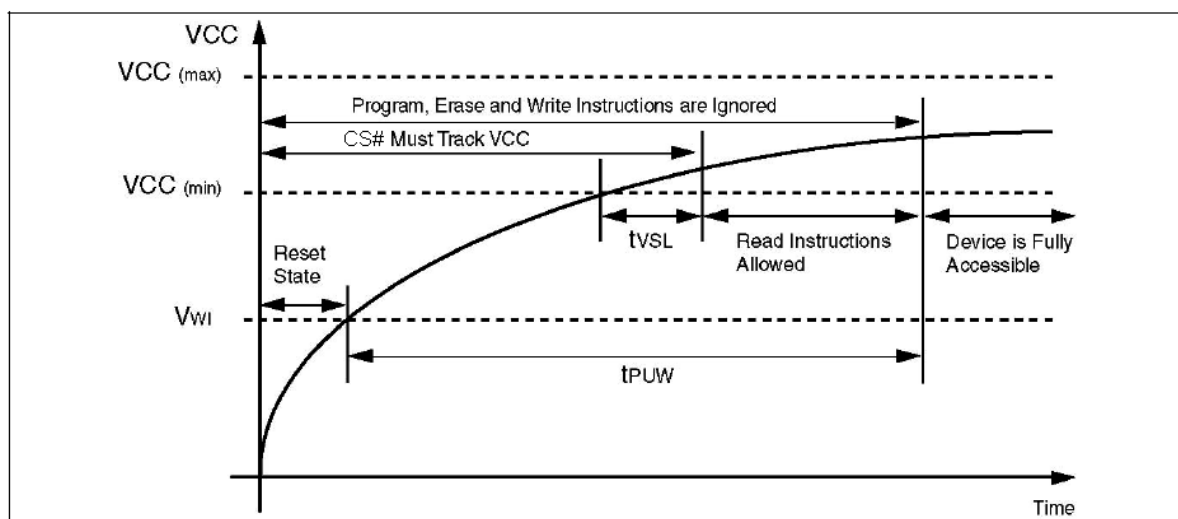 VCC
VCC (max)
Program, Erase and Write Instructions are Ignored
CS# Must Track VCC
VCC (min)
tVSL
Read Instructions
Allowed
Device is Fully
Accessible
Reset
State
VWI
tPUW
Time